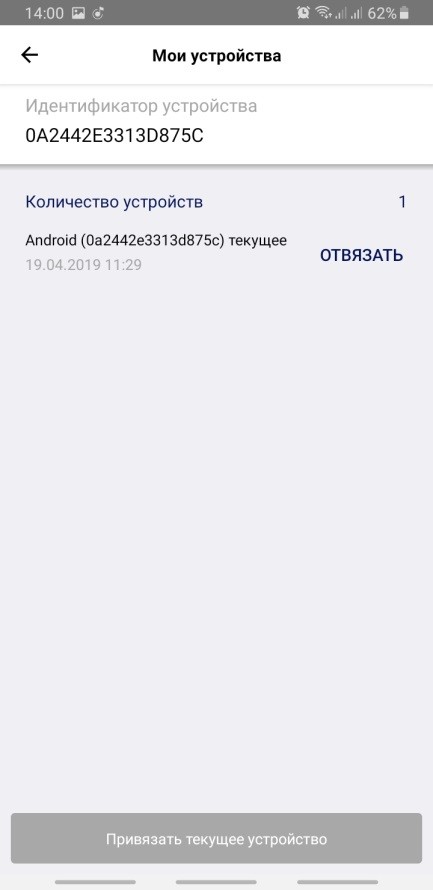 14:00 62%
Мои устройства
Идентификатор устройства
0A2442E3313D875C
Количество устройств 1
Android (0a2442e3313d875c) текущее
19.04.2019 11:29
ОТВЯЗАТЬ
Привязать текущее устройство